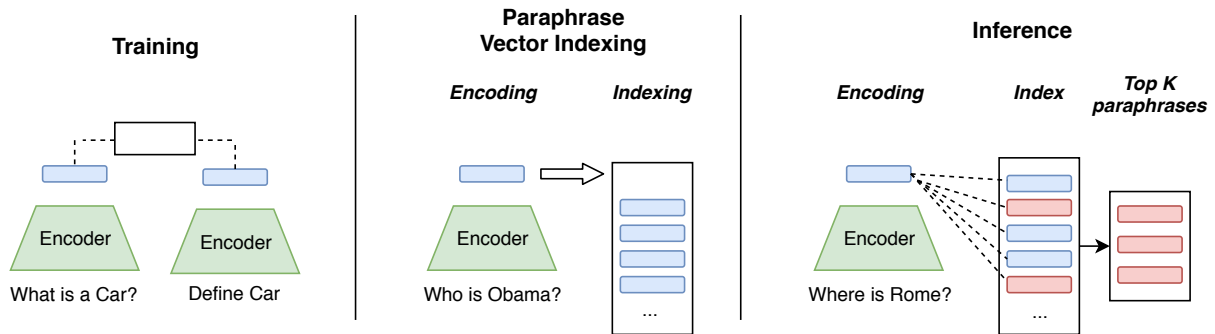 Training
Encoder
Encoder
What is a Car?
Define Car
Paraphrase
Vector Indexing
Encoding
Indexing
Encoder
Who is Obama?
...
Inference
Encoding
Index
Top K
paraphrases
Encoder
Where is Rome?
...